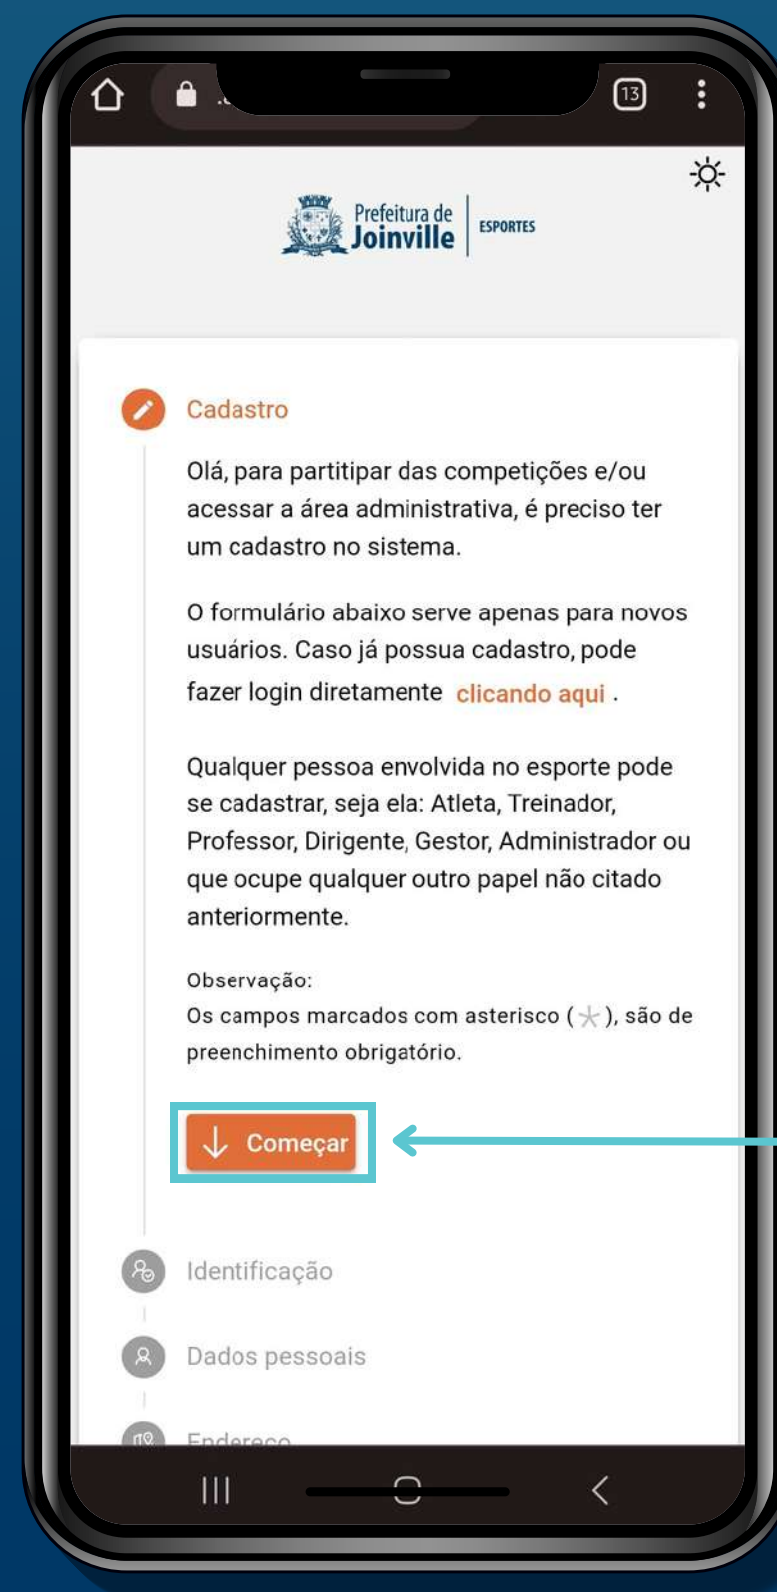 13
Prefeitura de
Joinville
ESPORTES
Cadastro
Olá, para partitipar das competições e/ou
acessar a área administrativa, é preciso ter
um cadastro no sistema.
O formulário abaixo serve apenas para novos
usuários. Caso já possua cadastro, pode
fazer login diretamente clicando aqui .
Qualquer pessoa envolvida no esporte pode
se cadastrar, seja ela: Atleta, Treinador,
Professor, Dirigente, Gestor, Administrador ou
que ocupe qualquer outro papel não citado
anteriormente.
Observação:
Os campos marcados com asterisco (*), são de
preenchimento obrigatório.
Começar
Identificação
Dados pessoais
Endereço